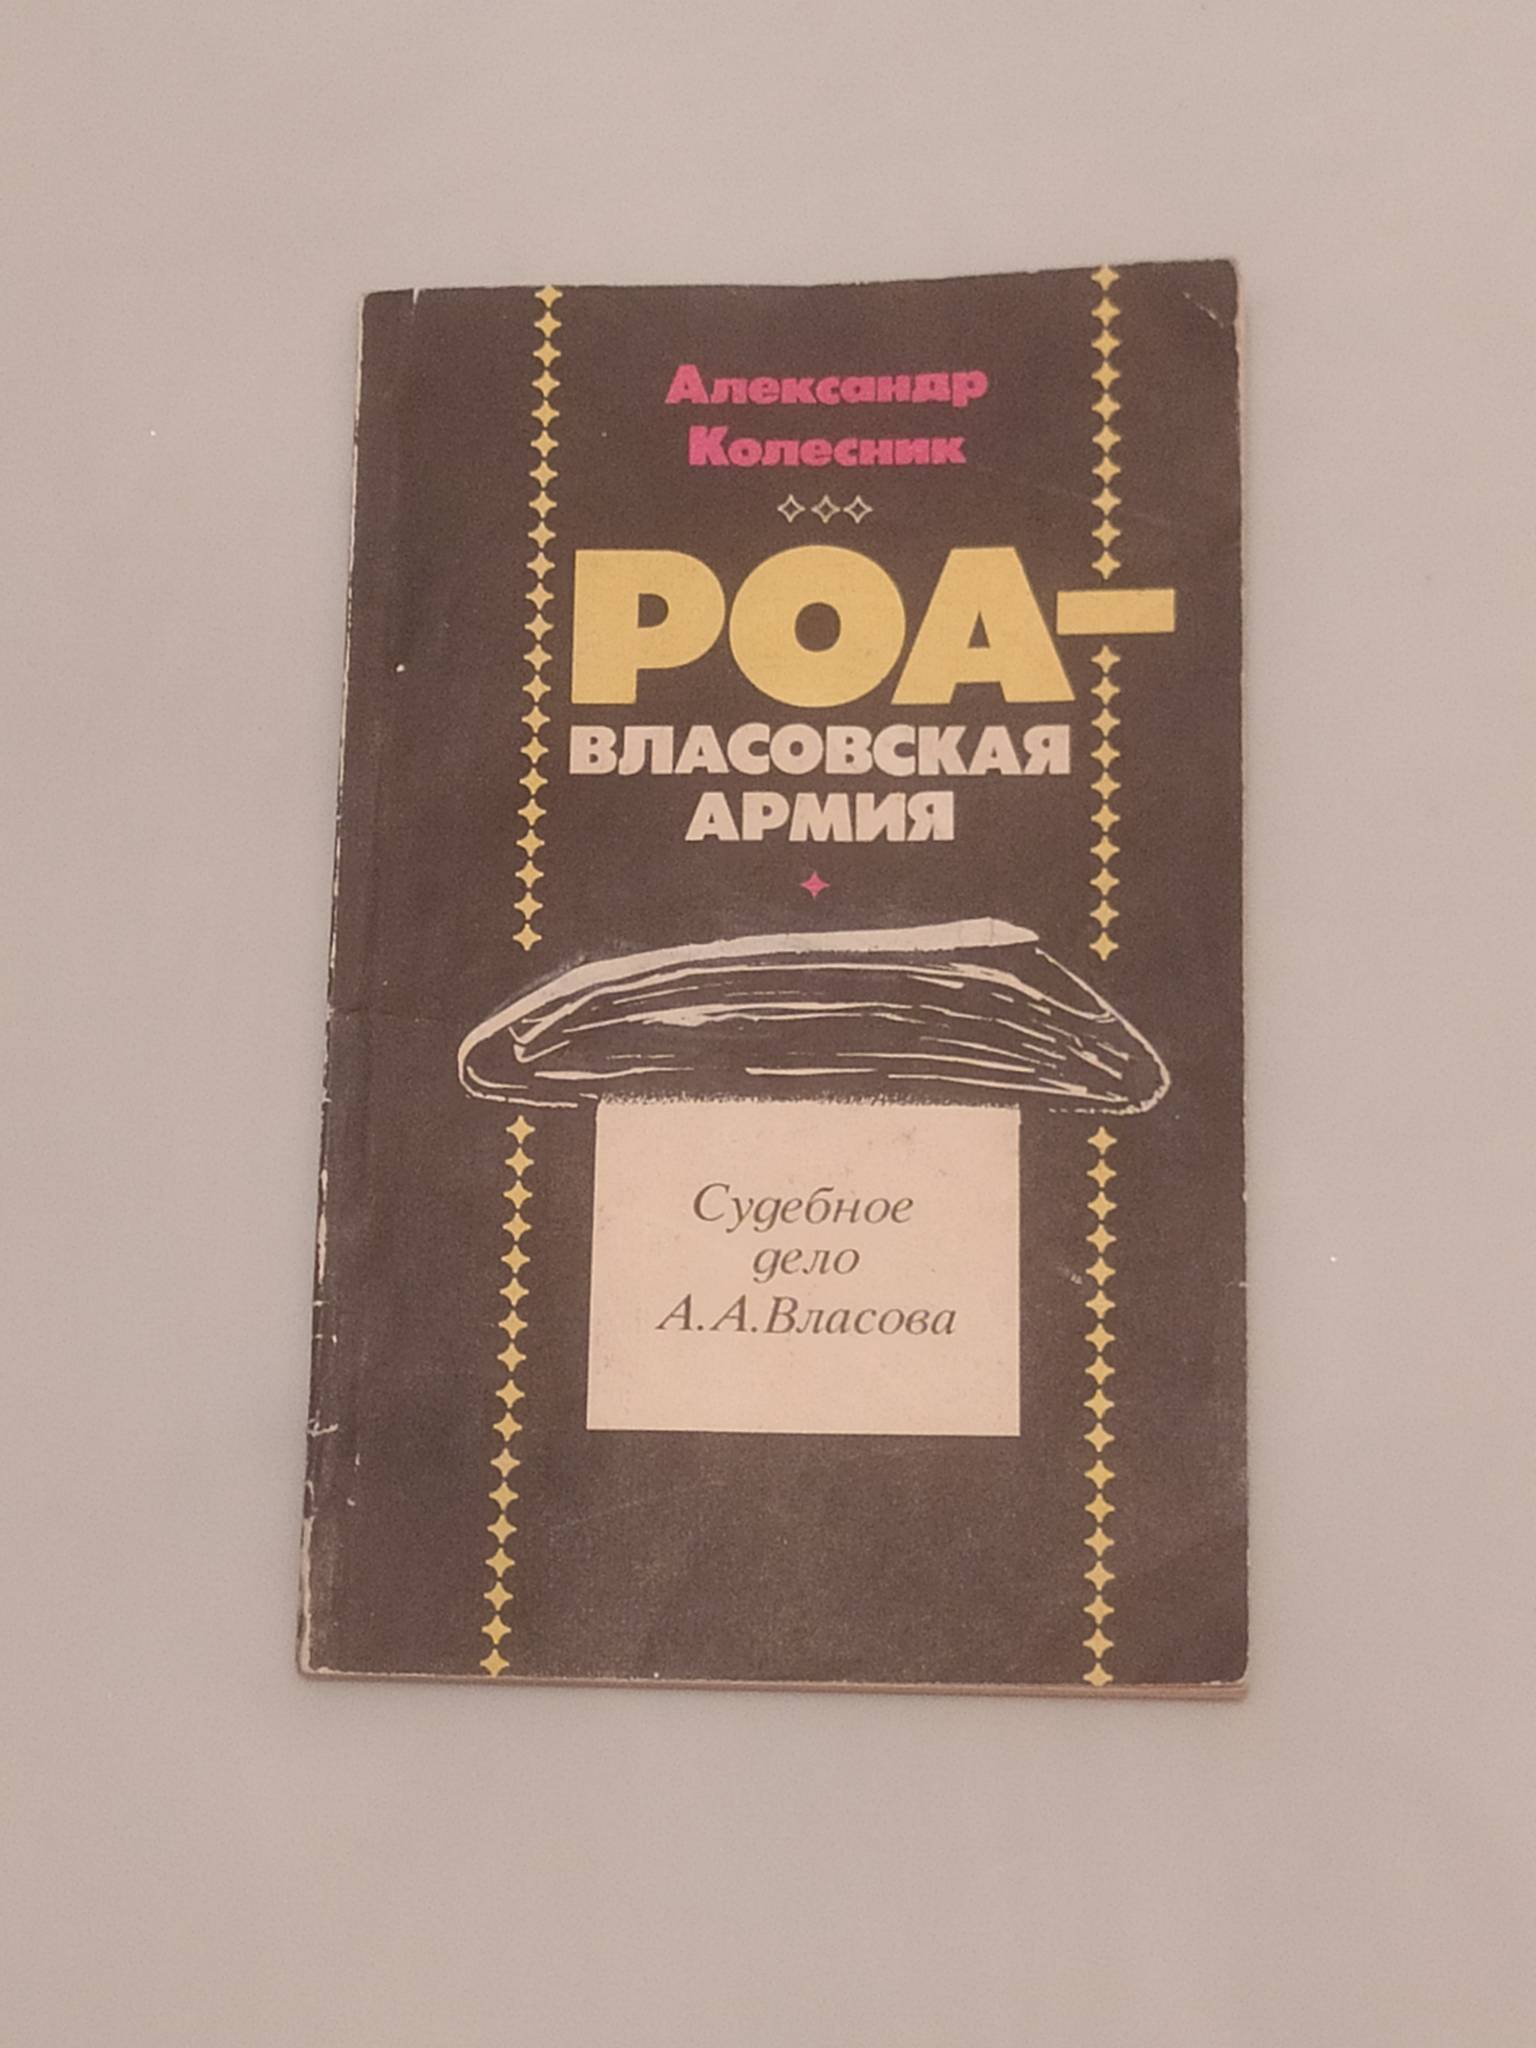 Александр
Колесник
РОА–
ВЛАСОВСКАЯ
АРМИЯ
Судебное
дело
А.А.Власова